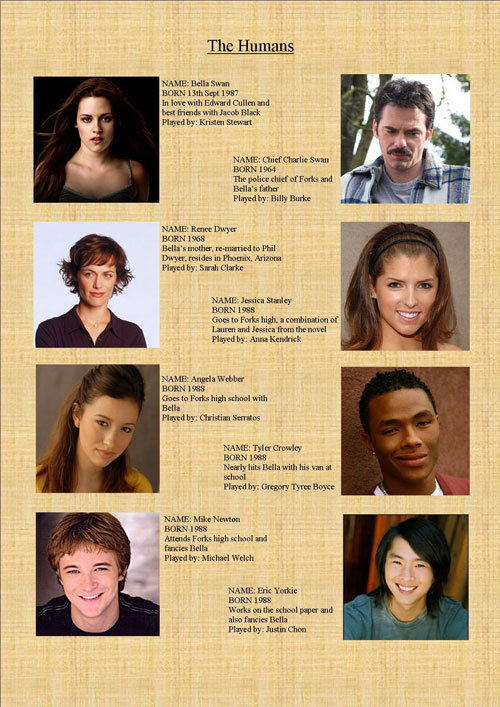 The Humans
NAME: Bella Swan
BORN 13th Sept 1987
In love with Edward Cullen and
best friends with Jacob Black
Played by: Kristen Stewart
NAME: Chief Charlie Swan
BORN 1964
The police chief of Forks and
Bella's father
Played by: Billy Burke
NAME: Renee Dwyer
BORN 1968
Bella's mother, re-married to Phil
Dwyer, resides in Phoenix, Arizona
Played by: Sarah Clarke
NAME: Jessica Stanley
BORN 1988
Goes to Forks high, a combination of
Lauren and Jessica from the novel
Played by: Anna Kendrick
NAME: Angela Webber
BORN 1988
Goes to Forks high school with
Bella
Played by: Christian Serratos
NAME: Tyler Crowley
BORN 1988
Nearly hits Bella with his van at
school
Played by: Gregory Tyree Boyce
NAME: Mike Newton
BORN 1988
Attends Forks high school and
fancies Bella
Played by: Michael Welch
NAME: Eric Yorkie
BORN 1988
Works on the school paper and
also fancies Bella
Played by: Justin Chon